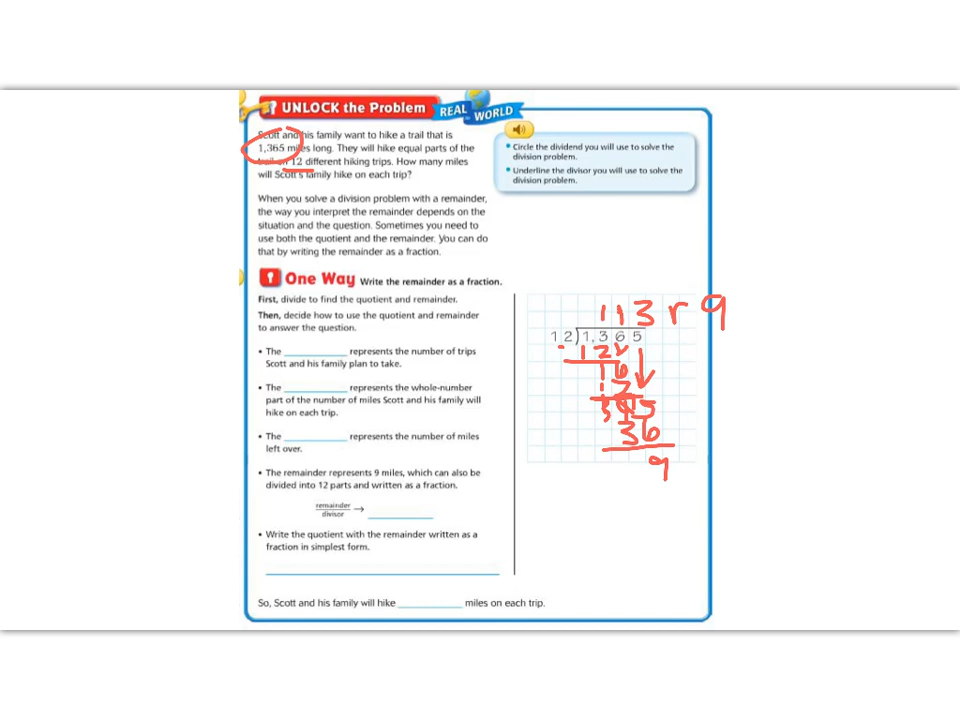 UNLOCK the Problem REAL WORLD
Scott and his family want to hike a trail that is
1,365 miles long. They will hike equal parts of the
trail on 12 different hiking trips. How many miles
will Scott's family hike on each trip?
• Circle the dividend you will use to solve the
division problem.
• Underline the divisor you will use to solve the
division problem.
When you solve a division problem with a remainder,
the way you interpret the remainder depends on the
situation and the question. Sometimes you need to
use both the quotient and the remainder. You can do
that by writing the remainder as a fraction.
One Way Write the remainder as a fraction.
First, divide to find the quotient and remainder.
Then, decide how to use the quotient and remainder
to answer the question.
• The ____________ represents the number of trips
Scott and his family plan to take.
• The ____________ represents the whole-number
part of the number of miles Scott and his family will
hike on each trip.
• The ____________ represents the number of miles
left over.
• The remainder represents 9 miles, which can also be
divided into 12 parts and written as a fraction.
remainder
divisor → ____________
• Write the quotient with the remainder written as a
fraction in simplest form.
So, Scott and his family will hike ____________ miles on each trip.
113 r 9
12)1,365
- 12
16
12
45
36
9